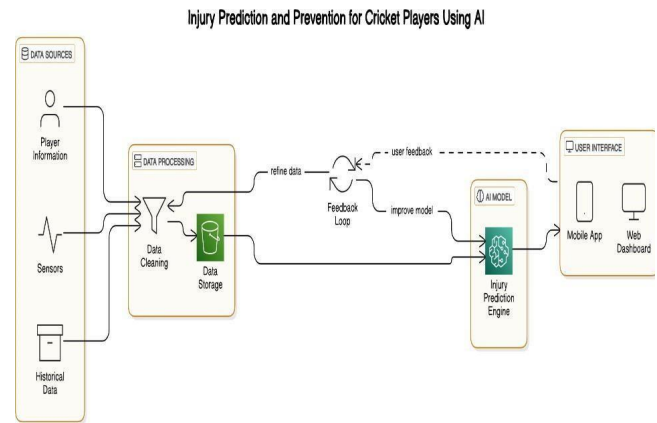 Injury Prediction and Prevention for Cricket Players Using AI
DATA SOURCES
Player
Information
Sensors
Historical
Data
DATA PROCESSING
Data
Cleaning
Data
Storage
refine data
Feedback
Loop
user feedback
improve model
AI MODEL
Injury
Prediction
Engine
USER INTERFACE
Mobile App
Web
Dashboard